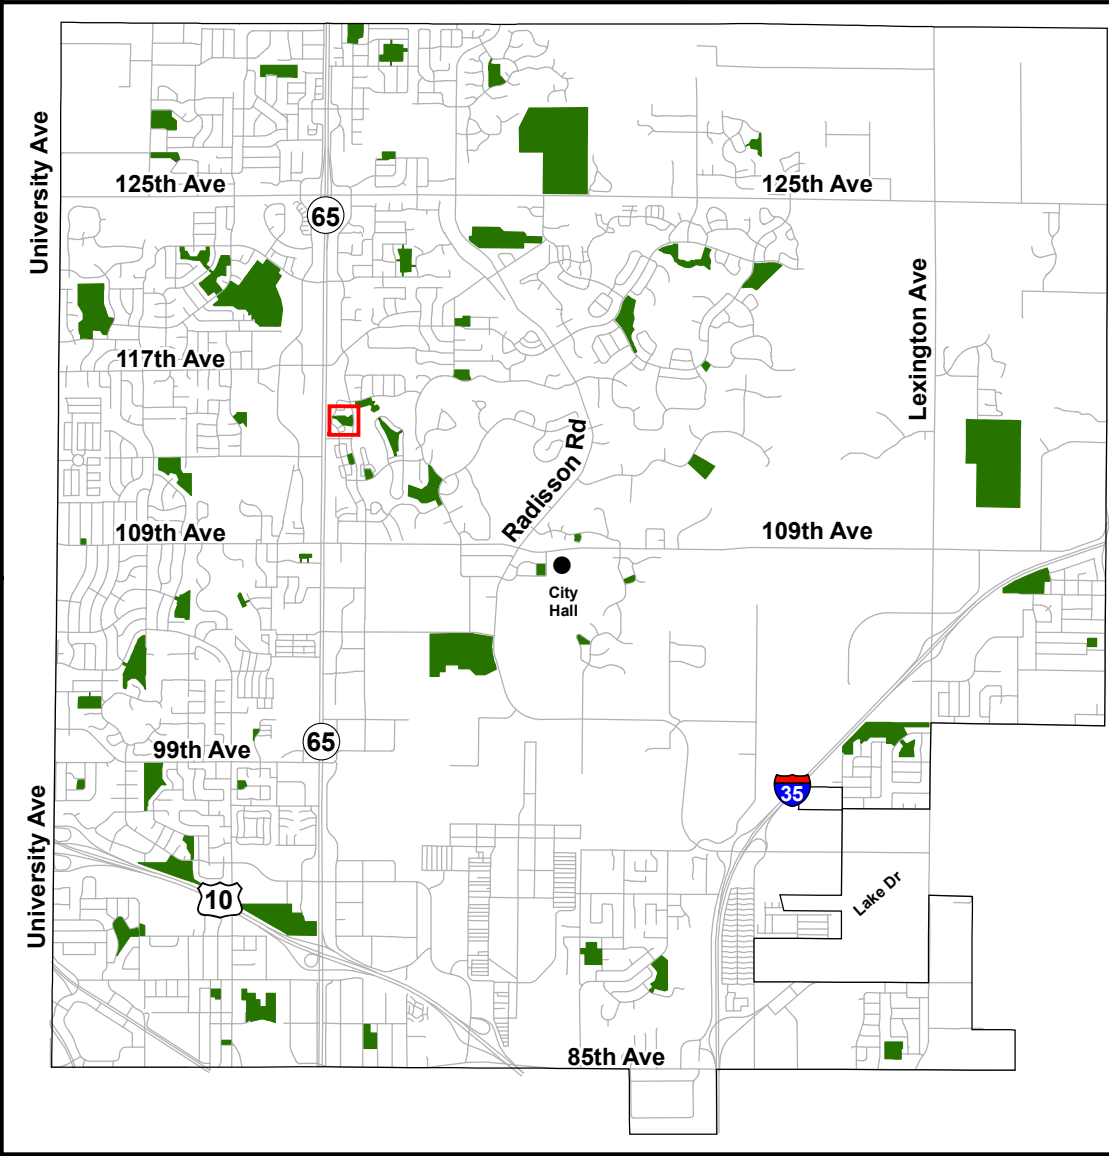 University Ave
125th Ave
125th Ave
65
117th Ave
Lexington Ave
Radisson Rd
109th Ave
109th Ave
City
Hall
99th Ave
65
35
University Ave
10
Lake Dr
85th Ave